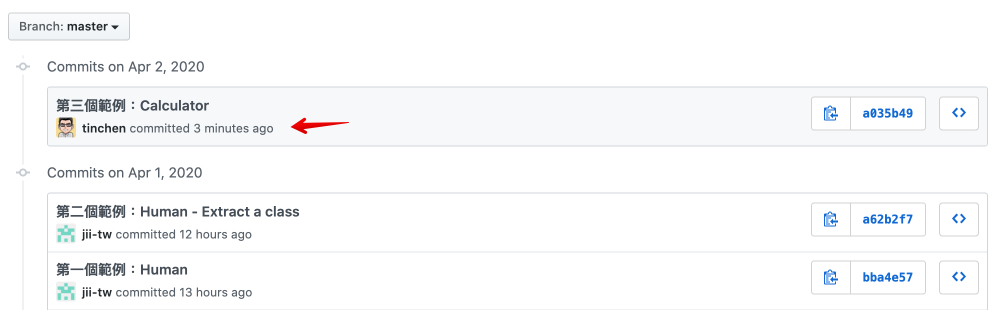 Branch: master
Commits on Apr 2, 2020
第三個範例：Calculator
tinchen committed 3 minutes ago
a035b49
Commits on Apr 1, 2020
第二個範例：Human - Extract a class
jii-tw committed 12 hours ago
a62b2f7
第一個範例：Human
jii-tw committed 13 hours ago
bba4e57